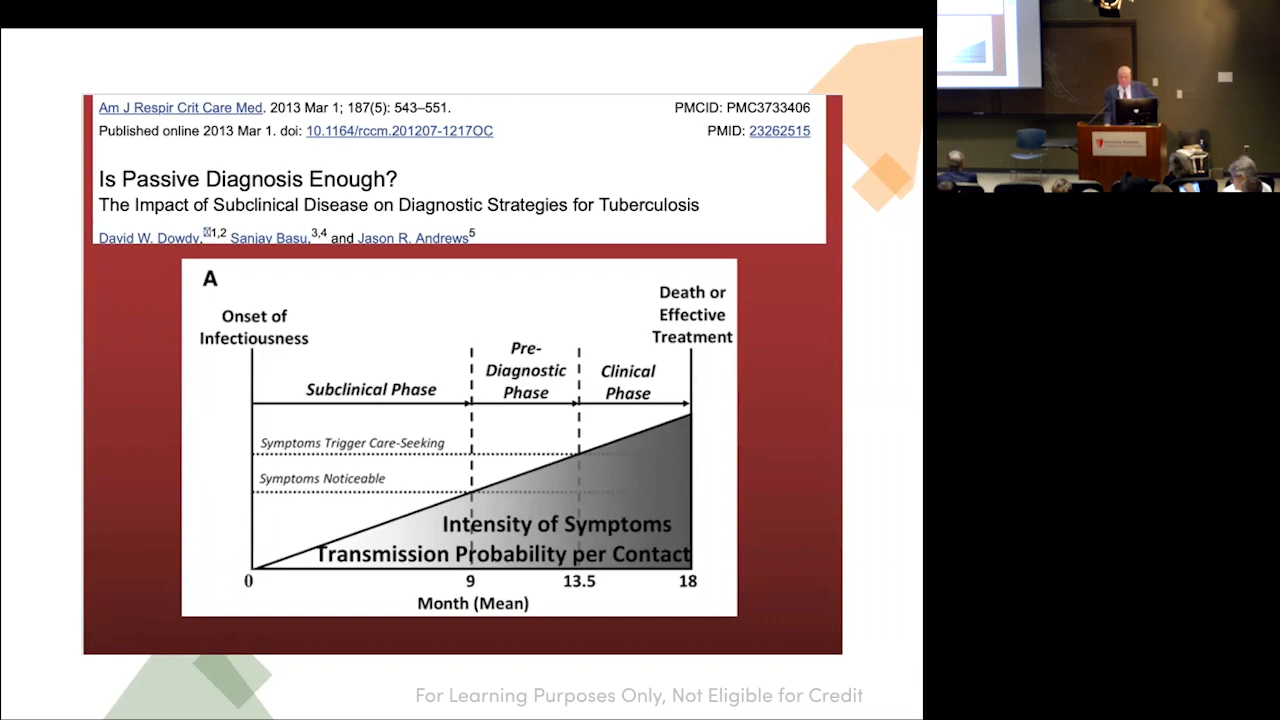 Am J Respir Crit Care Med. 2013 Mar 1; 187(5): 543–551.
PMCID: PMC3733406
Published online 2013 Mar 1. doi: 10.1164/rccm.201207-1217OC
PMID: 23262515
Is Passive Diagnosis Enough?
The Impact of Subclinical Disease on Diagnostic Strategies for Tuberculosis
David W. Dowdy,1,2 Sanjay Basu,3,4 and Jason R. Andrews5
A
Onset of
Infectiousness
Death or
Effective
Treatment
Subclinical Phase
Pre-
Diagnostic
Phase
Clinical
Phase
Symptoms Trigger Care-Seeking
Symptoms Noticeable
Intensity of Symptoms
Transmission Probability per Contact
0 9 13.5 18
Month (Mean)
For Learning Purposes Only, Not Eligible for Credit